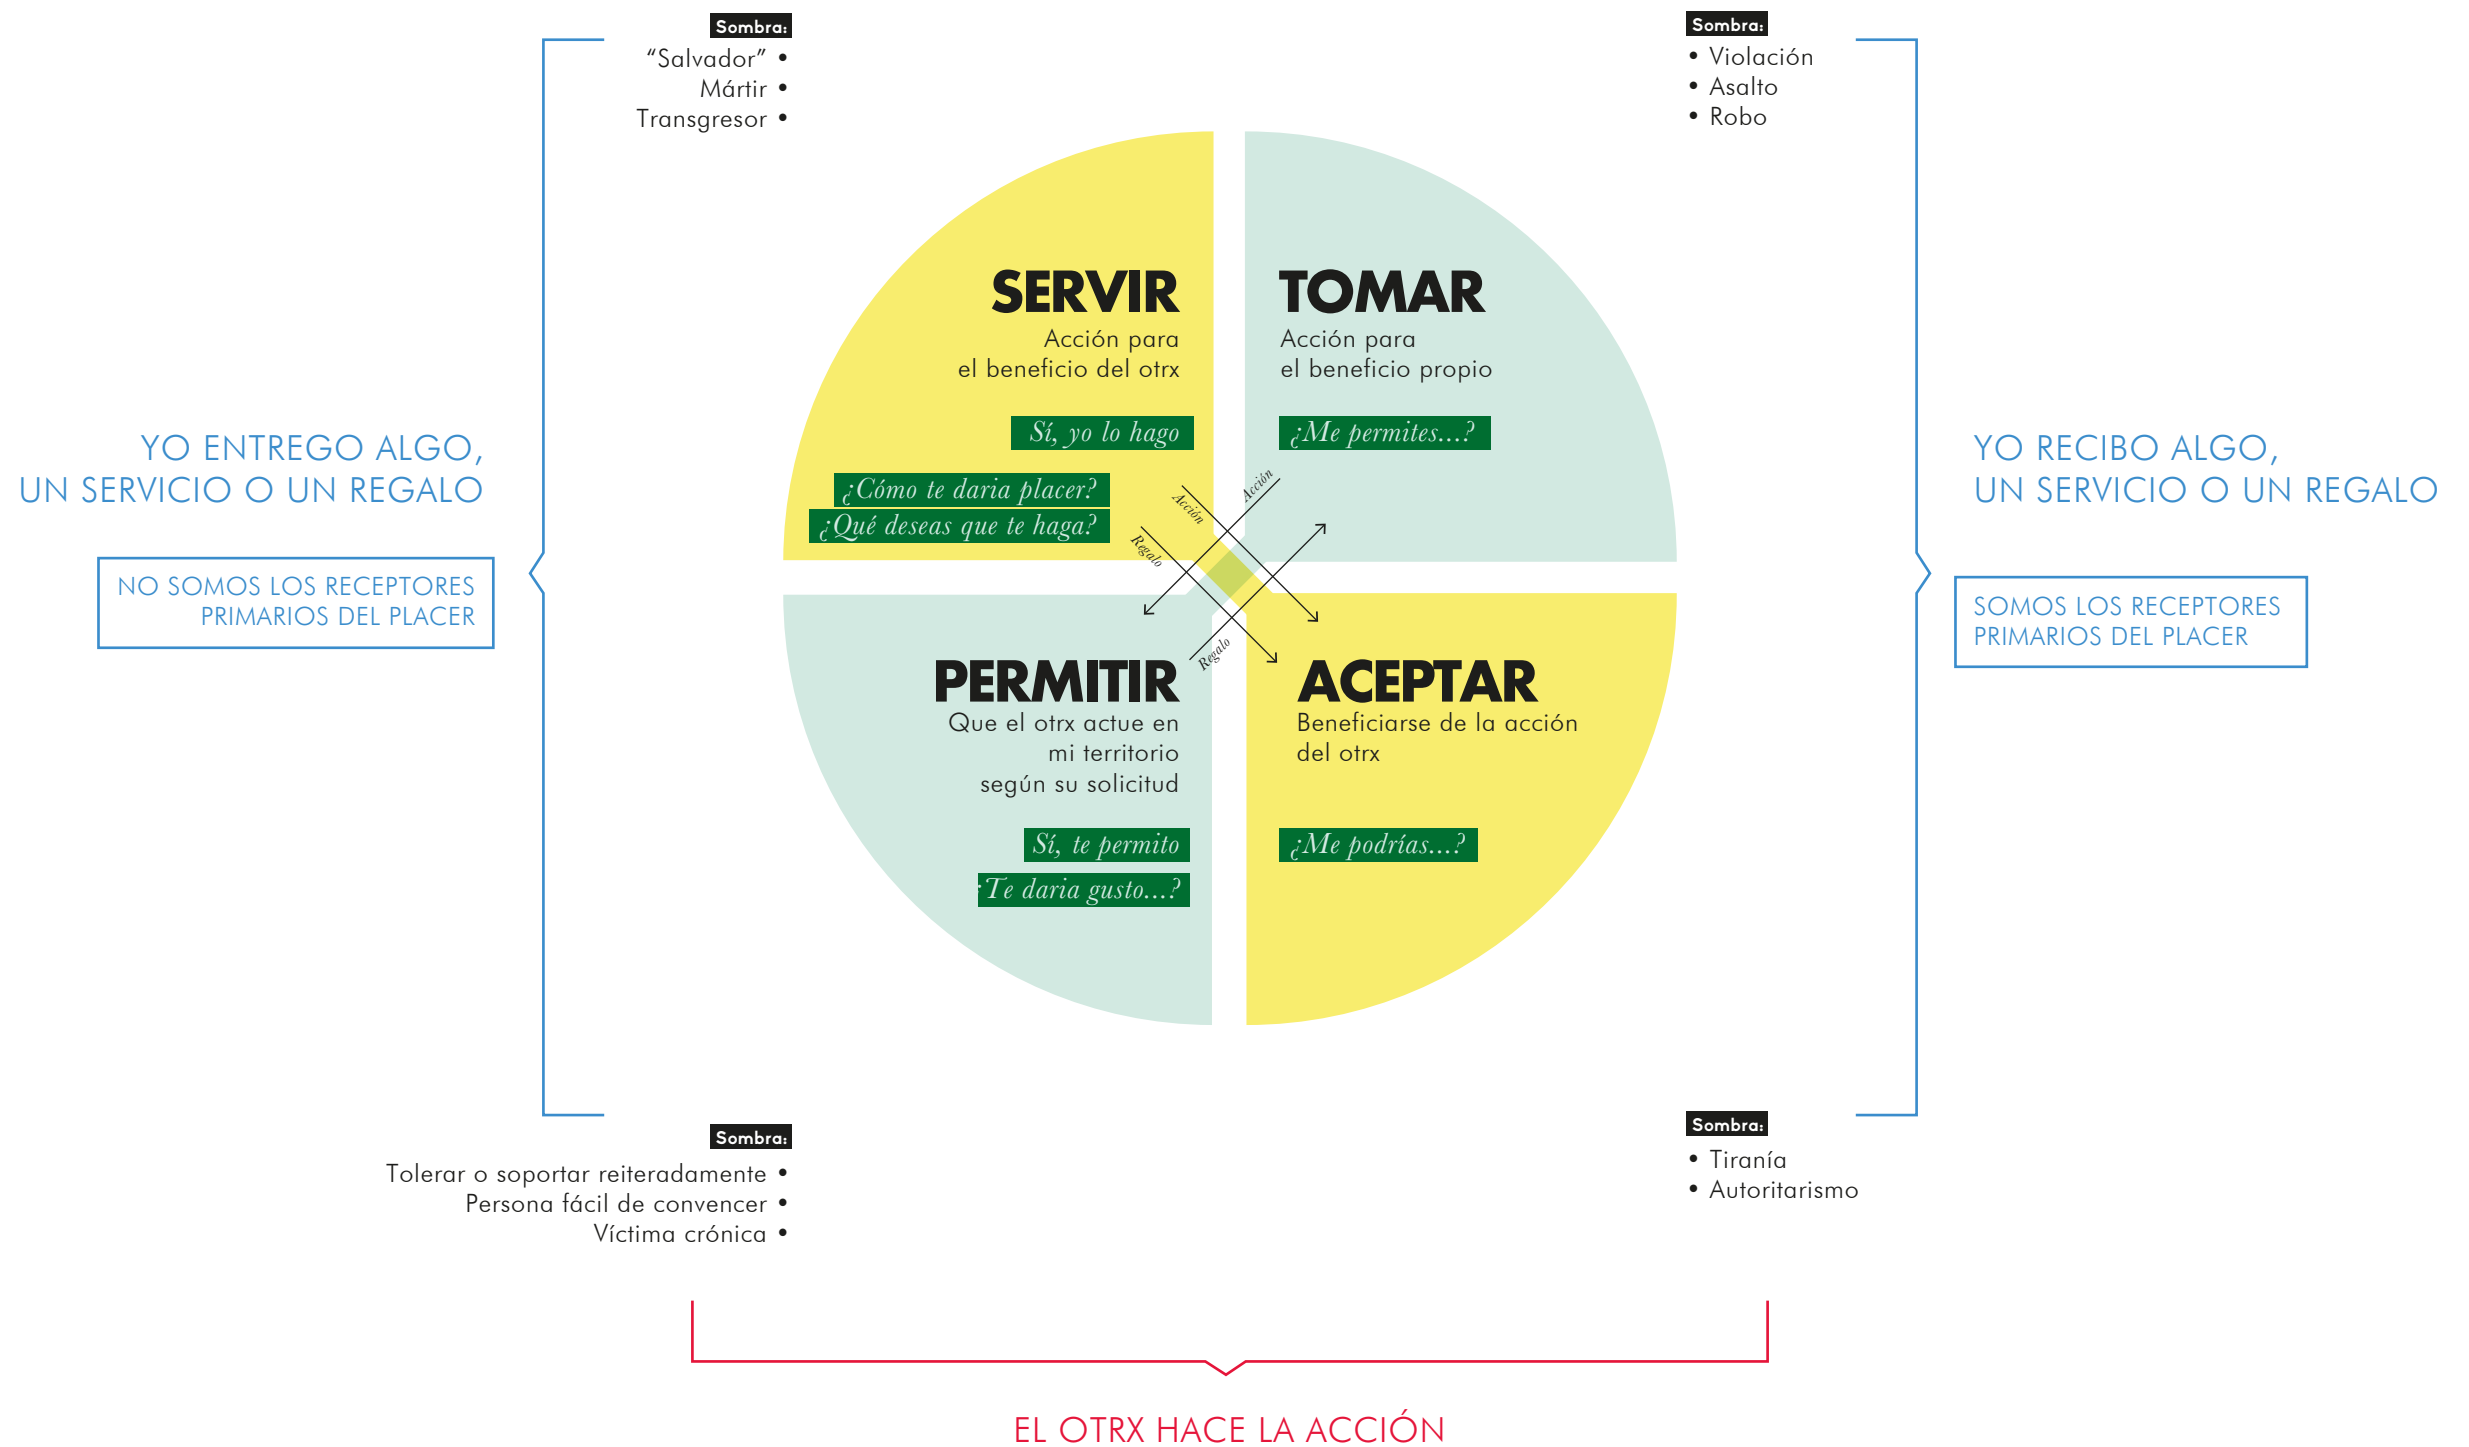 Sombra:
“Salvador” •
Mártir •
Transgresor •
Sombra:
• Violación
• Asalto
• Robo
SERVIR
Acción para
el beneficio del otrx
Sí, yo lo hago
¿Cómo te daria placer?
¿Qué deseas que te haga?
TOMAR
Acción para
el beneficio propio
¿Me permites...?
YO ENTREGO ALGO,
UN SERVICIO O UN REGALO
NO SOMOS LOS RECEPTORES
PRIMARIOS DEL PLACER
YO RECIBO ALGO,
UN SERVICIO O UN REGALO
SOMOS LOS RECEPTORES
PRIMARIOS DEL PLACER
Acción
Acción
Regalo
Regalo
PERMITIR
Que el otrx actue en
mi territorio
según su solicitud
Sí, te permito
¿Te daria gusto...?
ACEPTAR
Beneficiarse de la acción
del otrx
¿Me podrías...?
Sombra:
Tolerar o soportar reiteradamente •
Persona fácil de convencer •
Víctima crónica •
Sombra:
• Tiranía
• Autoritarismo
EL OTRX HACE LA ACCIÓN